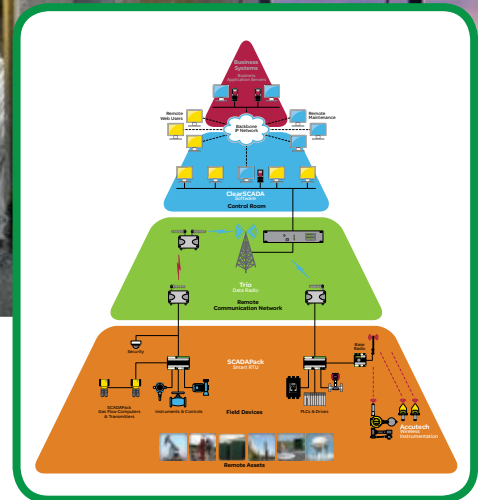 Business
Systems
Business
Application Servers
Remote
Web Users
Backbone
IP Network
Remote
Maintenance
ClearSCADA
Software
Control Room
Trio
Data Radio
Remote
Communication Network
Security
SCADAPack
Smart RTU
Base
Radio
SCADAPack
Gas Flow Computers
& Transmitters
Instruments & Controls
Field Devices
PLCs & Drives
Accutech
Wireless
Instrumentation
Remote Assets